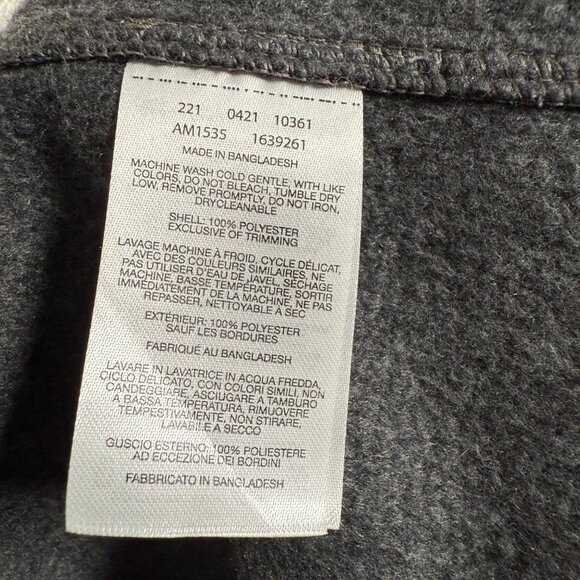 221 0421 10361
AM1535 1639261
MADE IN BANGLADESH
MACHINE WASH COLD GENTLE, WITH LIKE
COLORS, DO NOT BLEACH, TUMBLE DRY
LOW, REMOVE PROMPTLY, DO NOT IRON,
DRYCLEANABLE
SHELL: 100% POLYESTER
EXCLUSIVE OF TRIMMING
LAVAGE MACHINE À FROID, CYCLE DÉLICAT,
AVEC DES COULEURS SIMILAIRES, NE
PAS UTILISER D'EAU DE JAVEL, SÉCHAGE
MACHINE, BASSE TEMPÉRATURE, SORTIR
IMMÉDIATEMENT DE LA MACHINE, NE PAS
REPASSER, NETTOYABLE À SEC
EXTÉRIEUR: 100% POLYESTER
SAUF LES BORDURES
FABRIQUÉ AU BANGLADESH
LAVARE IN LAVATRICE IN ACQUA FREDDA,
CICLO DELICATO, CON COLORI SIMILI, NON
CANDEGGIARE, ASCIUGARE A TAMBURO
A BASSA TEMPERATURA, RIMUOVERE
TEMPESTIVAMENTE, NON STIRARE,
LAVABILE A SECCO
GUSCIO ESTERNO: 100% POLIESTERE
AD ECCEZIONE DEI BORDINI
FABBRICATO IN BANGLADESH